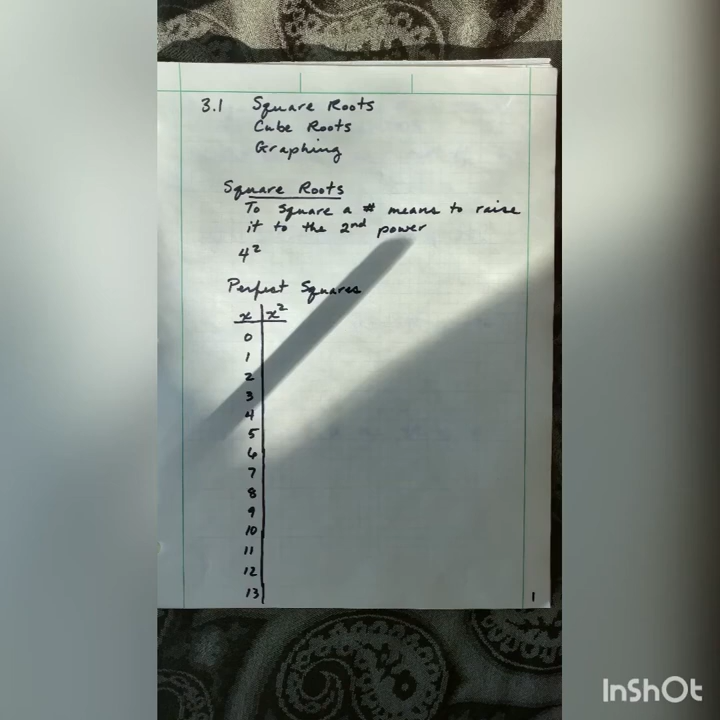 3.1 Square Roots
Cube Roots
Graphing
Square Roots
To square a # means to raise
it to the 2nd power
4²
Perfect Squares
x x²
0
1
2
3
4
5
6
7
8
9
10
11
12
13
1
InShOt